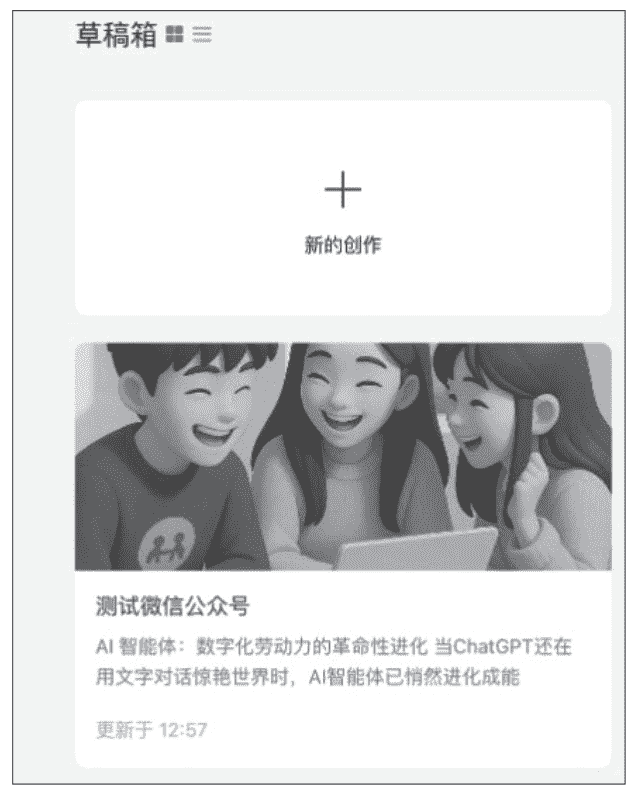 草稿箱
新的创作
测试微信公众号
AI 智能体：数字化劳动力的革命性进化 当ChatGPT还在
用文字对话惊艳世界时，AI智能体已悄然进化成能
更新于 12:57